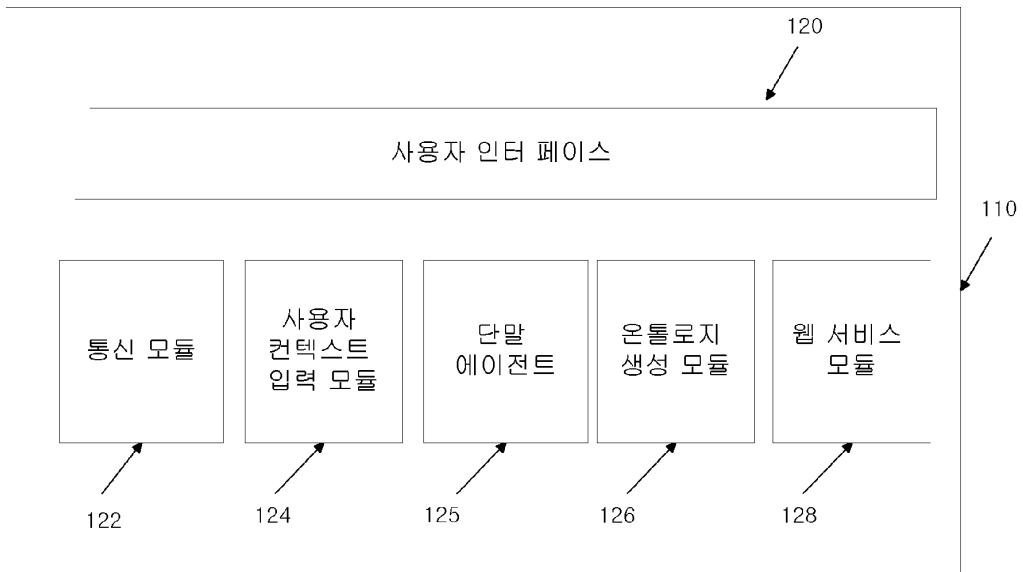 120
사용자 인터 페이스
110
통신 모듈
사용자
컨텍스트
입력 모듈
단말
에이전트
온톨로지
생성 모듈
웹 서비스
모듈
122
124
125
126
128